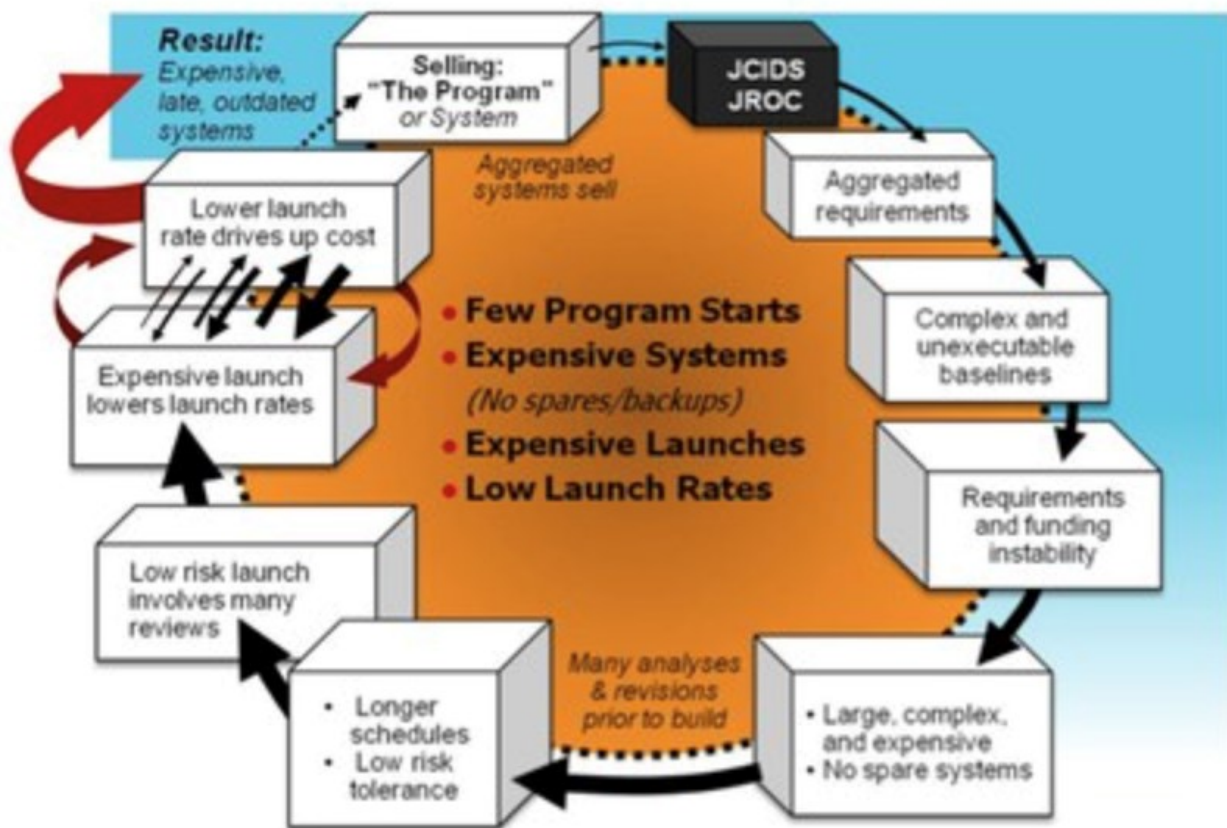 Result:
Expensive,
late, outdated
systems
Selling:
"The Program"
or System
JCIDS
JROC
Aggregated
systems sell
Aggregated
requirements
Lower launch
rate drives up cost
Complex and
unexecutable
baselines
• Few Program Starts
• Expensive Systems
(No spares/backups)
• Expensive Launches
• Low Launch Rates
Expensive launch
lowers launch rates
Requirements
and funding
instability
Low risk launch
involves many
reviews
Many analyses
& revisions
prior to build
• Longer
schedules
• Low risk
tolerance
• Large, complex,
and expensive
• No spare systems